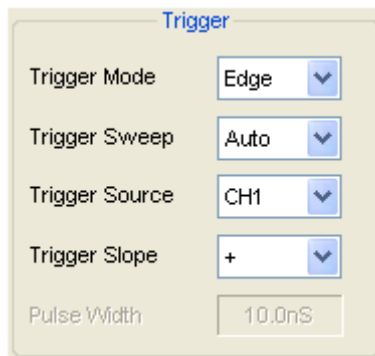 Trigger
Trigger Mode Edge
Trigger Sweep Auto
Trigger Source CH1
Trigger Slope +
Pulse Width 10.0nS